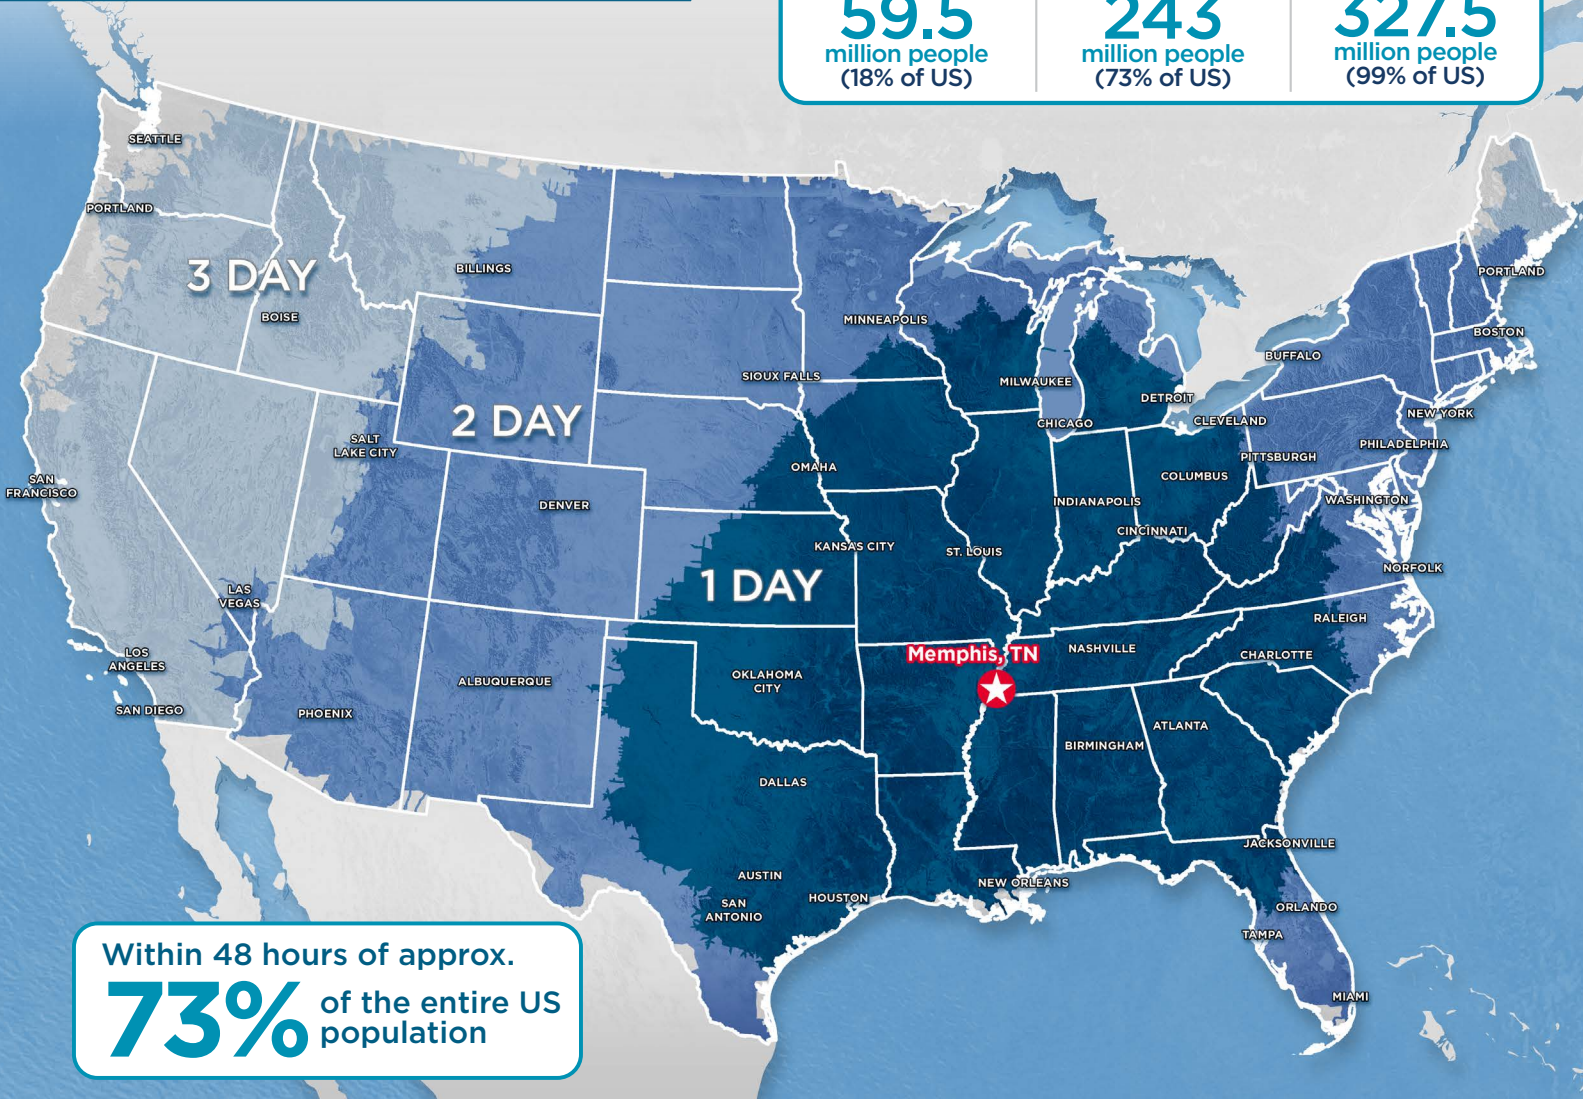 59.5
million people
(18% of US)
243
million people
(73% of US)
327.5
million people
(99% of US)
SEATTLE
PORTLAND
3 DAY
BILLINGS
BOISE
MINNEAPOLIS
PORTLAND
BOSTON
BUFFALO
SIOUX FALLS
MILWAUKEE
DETROIT
2 DAY
CHICAGO
CLEVELAND
NEW YORK
SALT
LAKE CITY
PHILADELPHIA
PITTSBURGH
OMAHA
COLUMBUS
SAN
FRANCISCO
DENVER
INDIANAPOLIS
WASHINGTON
CINCINNATI
KANSAS CITY
ST. LOUIS
NORFOLK
1 DAY
LAS
VEGAS
RALEIGH
LOS
ANGELES
Memphis, TN
NASHVILLE
CHARLOTTE
ALBUQUERQUE
OKLAHOMA
CITY
SAN DIEGO
PHOENIX
ATLANTA
BIRMINGHAM
DALLAS
JACKSONVILLE
AUSTIN
NEW ORLEANS
HOUSTON
SAN
ANTONIO
ORLANDO
TAMPA
MIAMI
Within 48 hours of approx.
73%
of the entire US
population